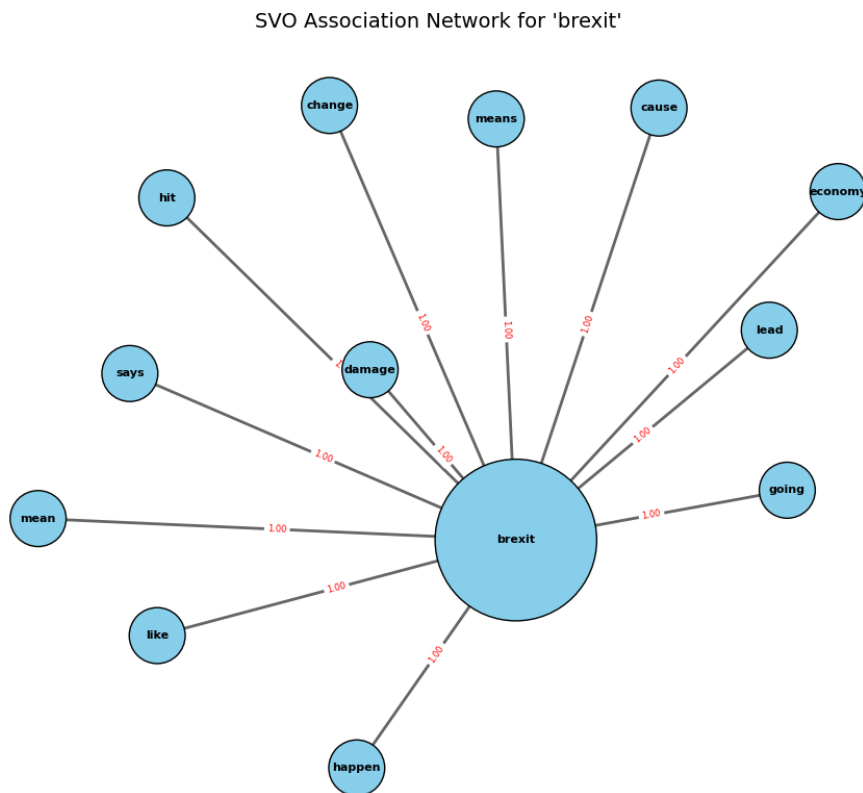 SVO Association Network for 'brexit'
change
means
cause
hit
economy
1.00
1.00
1.00
lead
damage
1.00
says
1.00
1.00
1.00
mean
going
1.00
1.00
brexit
1.00
like
1.00
happen